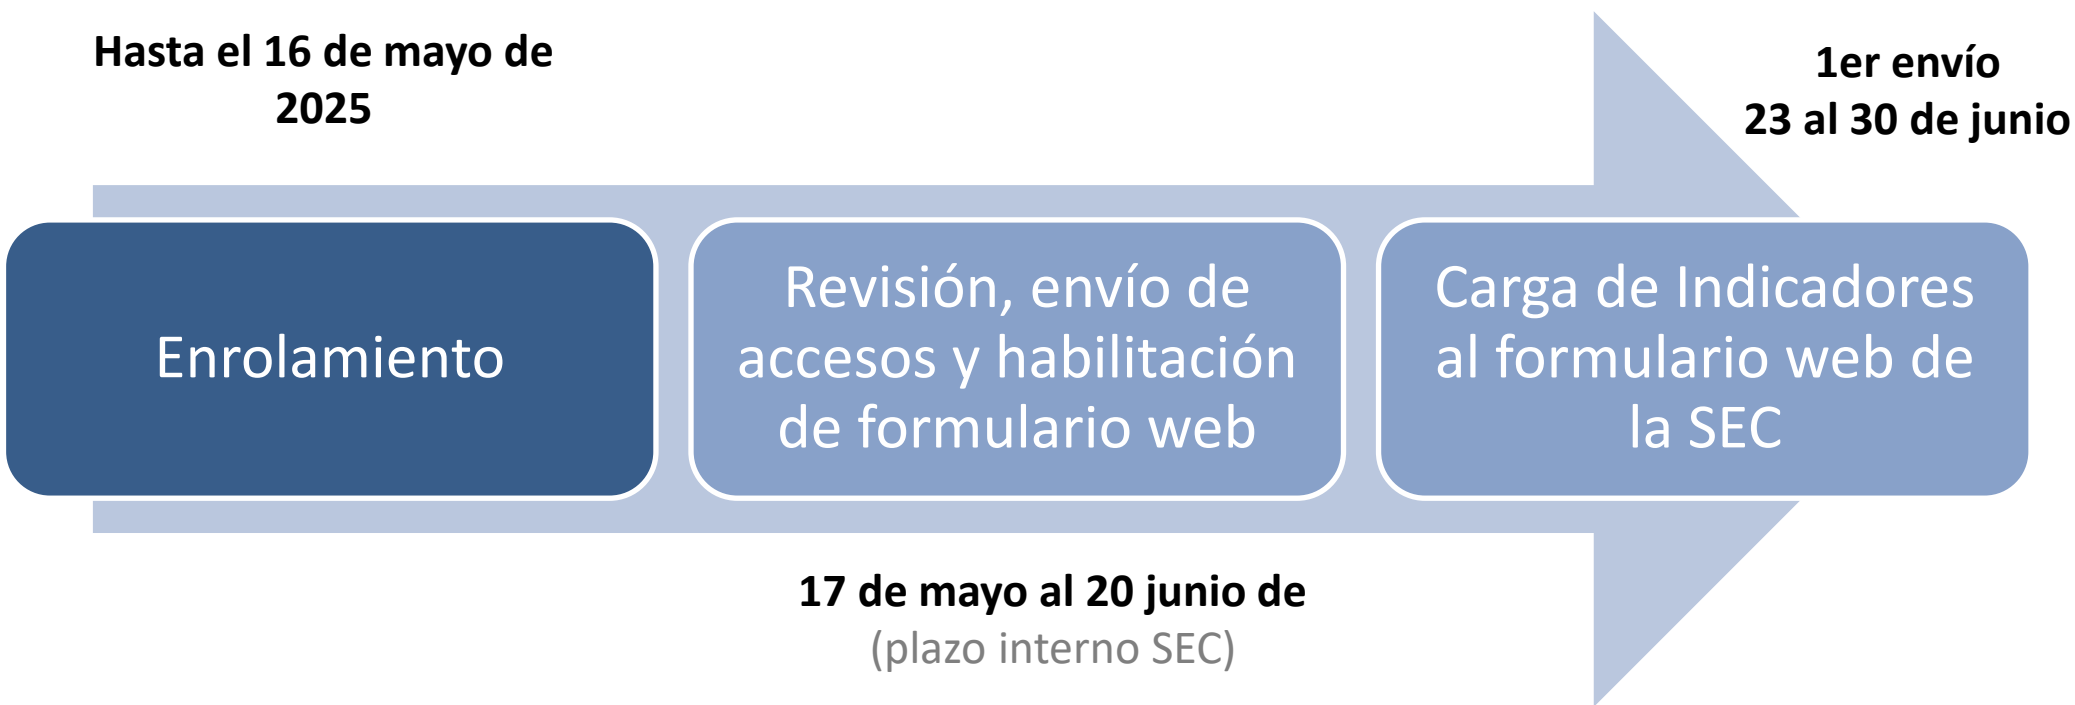 Hasta el 16 de mayo de
2025
1er envío
23 al 30 de junio
Enrolamiento
Revisión, envío de
accesos y habilitación
de formulario web
Carga de Indicadores
al formulario web de
la SEC
17 de mayo al 20 junio de
(plazo interno SEC)